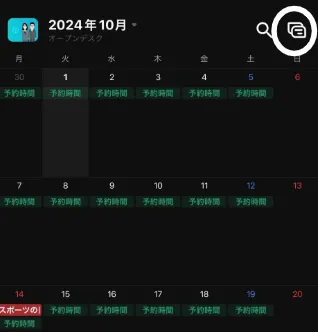 2024年10月
オープンデスク
月 火 水 木 金 土 日
30 1 2 3 4 5 6
予約時間 予約時間 予約時間 予約時間 予約時間 予約時間
7 8 9 10 11 12 13
予約時間 予約時間 予約時間 予約時間 予約時間 予約時間
14 15 16 17 18 19 20
スポーツの 予約時間 予約時間 予約時間 予約時間 予約時間
予約時間